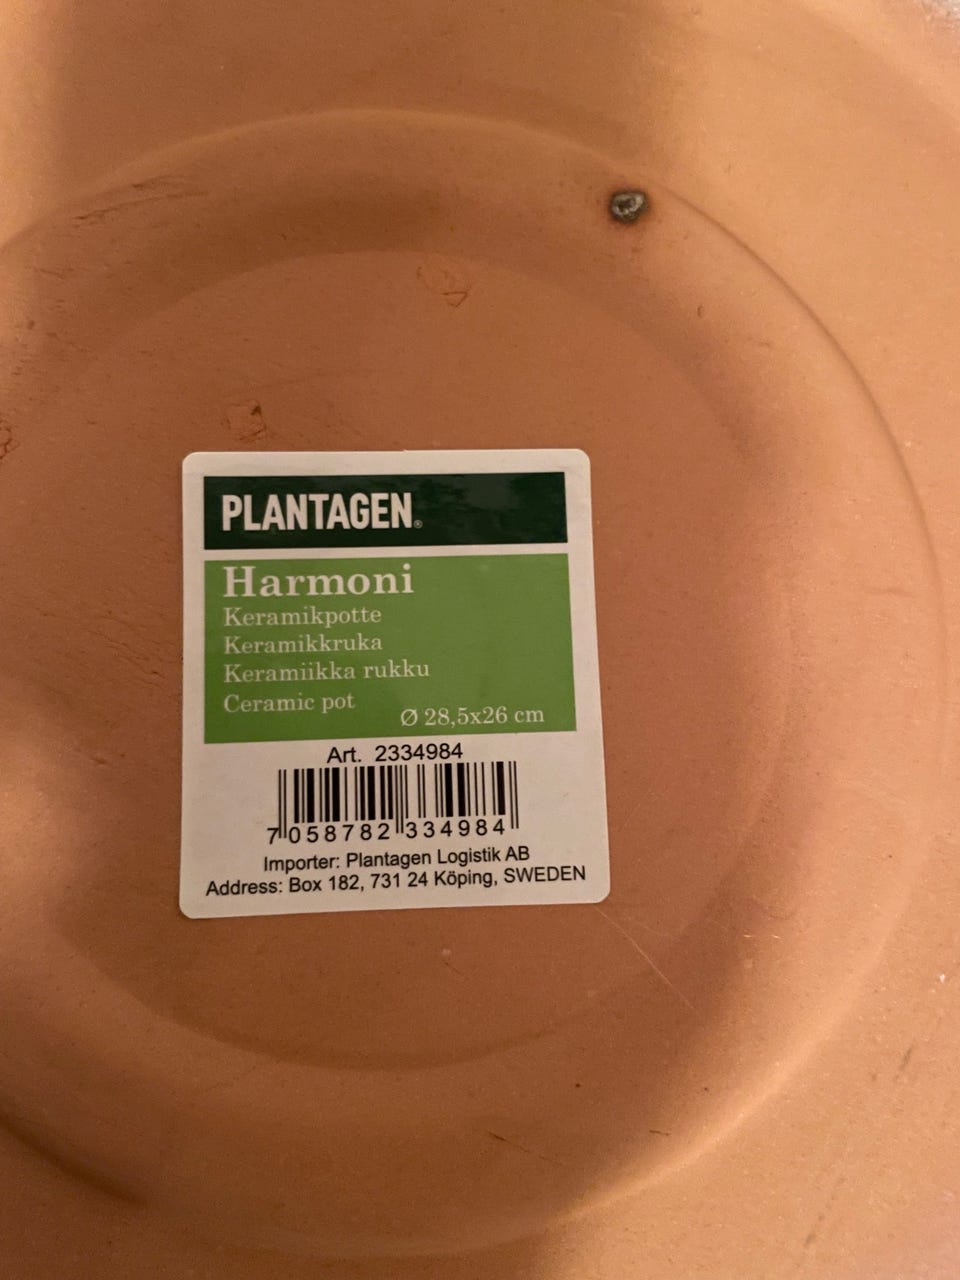 PLANTAGEN®
Harmoni
Keramikpotte
Keramikkruka
Keramiikka rukku
Ceramic pot
Ø 28,5x26 cm
Art. 2334984
7 058782 334984
Importer: Plantagen Logistik AB
Address: Box 182, 731 24 Köping, SWEDEN